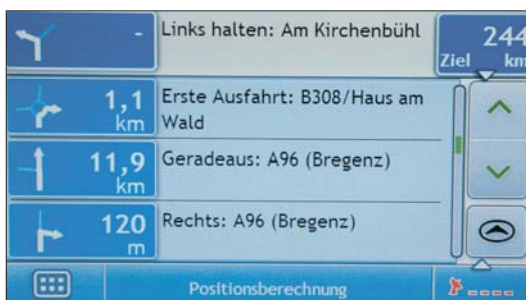 - Links halten: Am Kirchenbühl
244
Ziel km
1,1 km Erste Ausfahrt: B308/Haus am
Wald
11,9 km Geradeaus: A96 (Bregenz)
120 m Rechts: A96 (Bregenz)
Positionsberechnung